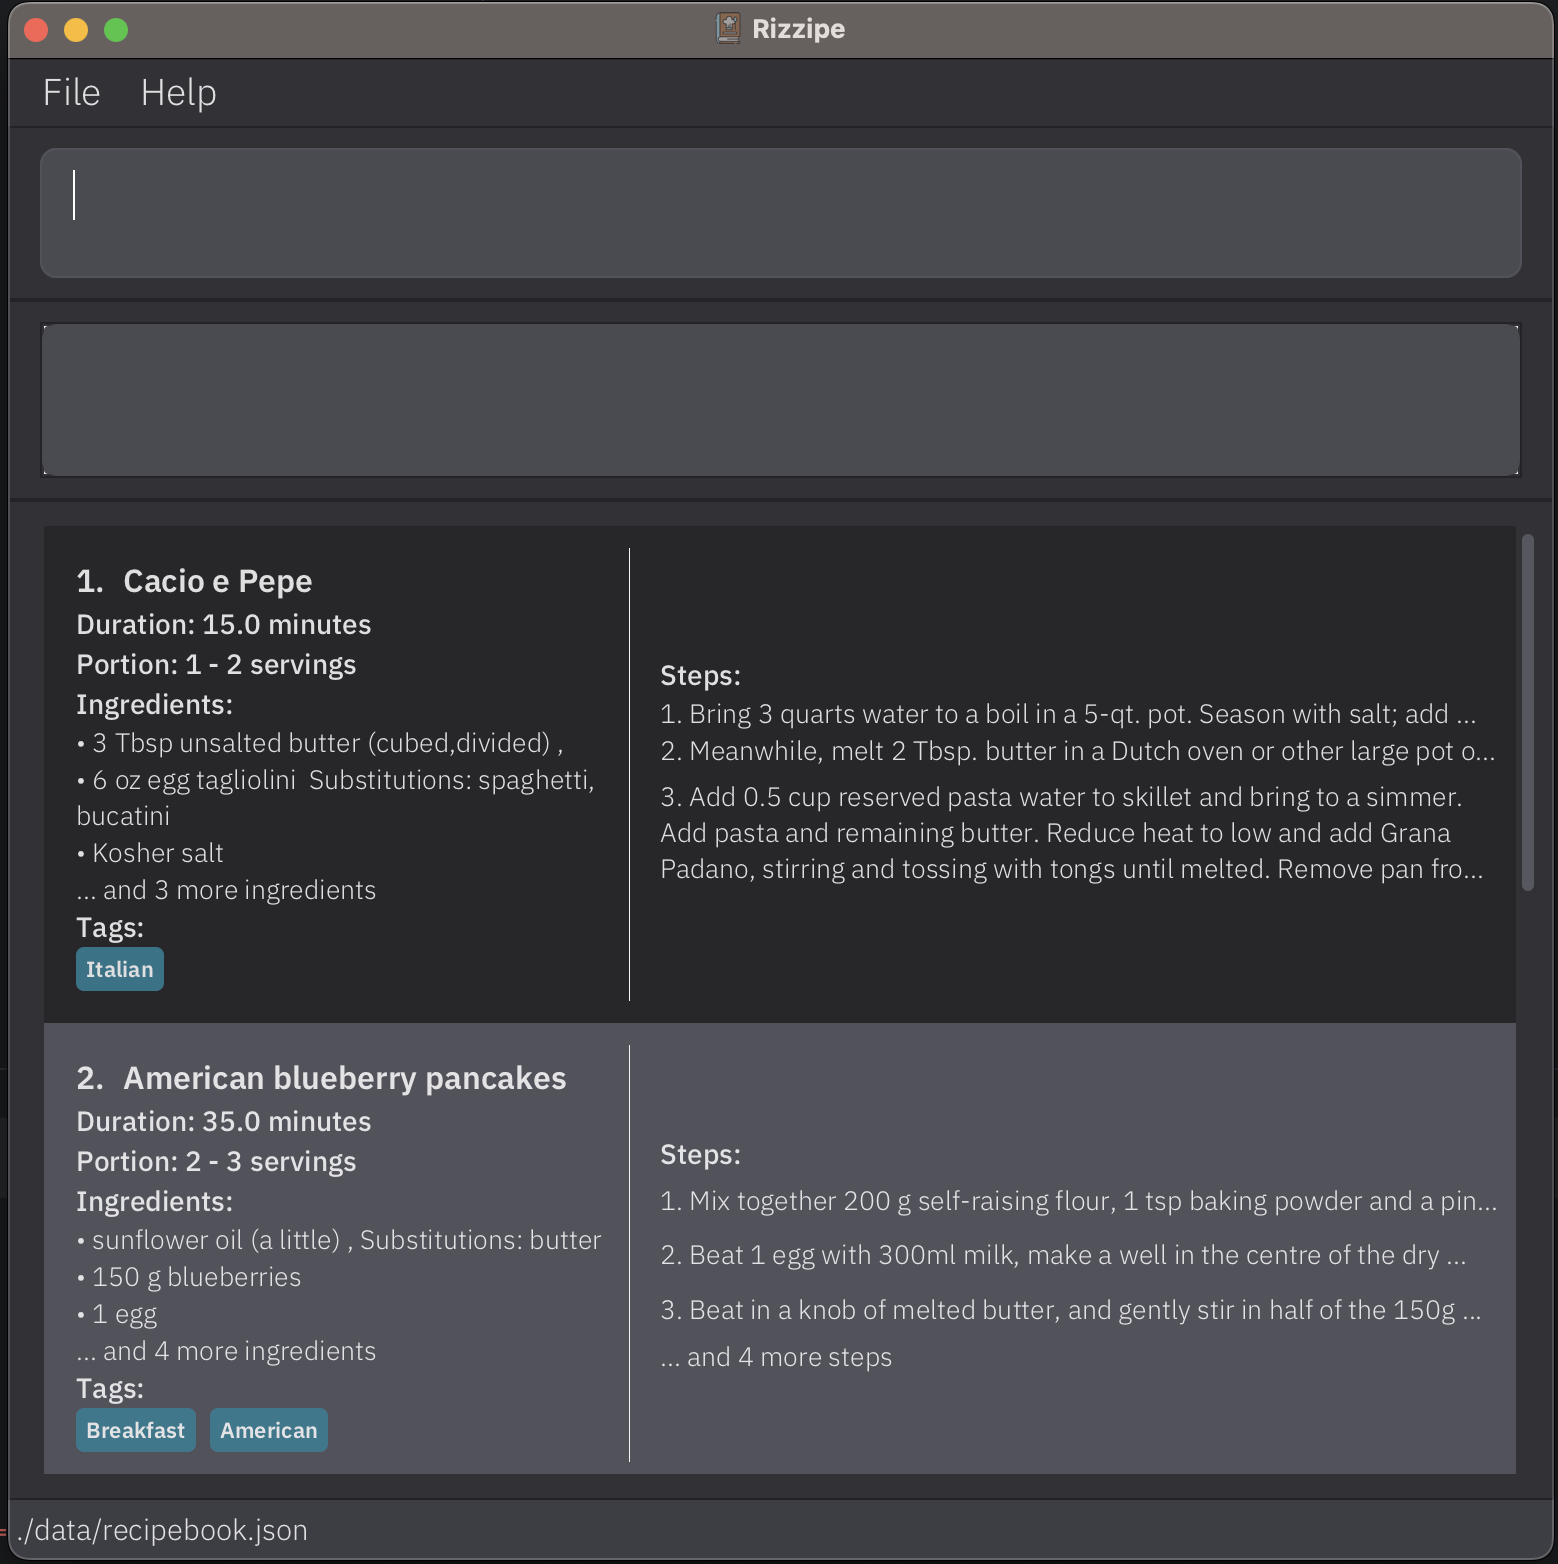 Rizzipe
File Help
1. Cacio e Pepe
Duration: 15.0 minutes
Portion: 1 - 2 servings
Ingredients:
• 3 Tbsp unsalted butter (cubed,divided) ,
• 6 oz egg tagliolini  Substitutions: spaghetti,
bucatini
• Kosher salt
... and 3 more ingredients
Tags:
Italian
Steps:
1. Bring 3 quarts water to a boil in a 5-qt. pot. Season with salt; add ...
2. Meanwhile, melt 2 Tbsp. butter in a Dutch oven or other large pot o...
3. Add 0.5 cup reserved pasta water to skillet and bring to a simmer.
Add pasta and remaining butter. Reduce heat to low and add Grana
Padano, stirring and tossing with tongs until melted. Remove pan fro...
2. American blueberry pancakes
Duration: 35.0 minutes
Portion: 2 - 3 servings
Ingredients:
• sunflower oil (a little) , Substitutions: butter
• 150 g blueberries
• 1 egg
... and 4 more ingredients
Tags:
Breakfast American
Steps:
1. Mix together 200 g self-raising flour, 1 tsp baking powder and a pin...
2. Beat 1 egg with 300ml milk, make a well in the centre of the dry ...
3. Beat in a knob of melted butter, and gently stir in half of the 150g ...
... and 4 more steps
./data/recipebook.json